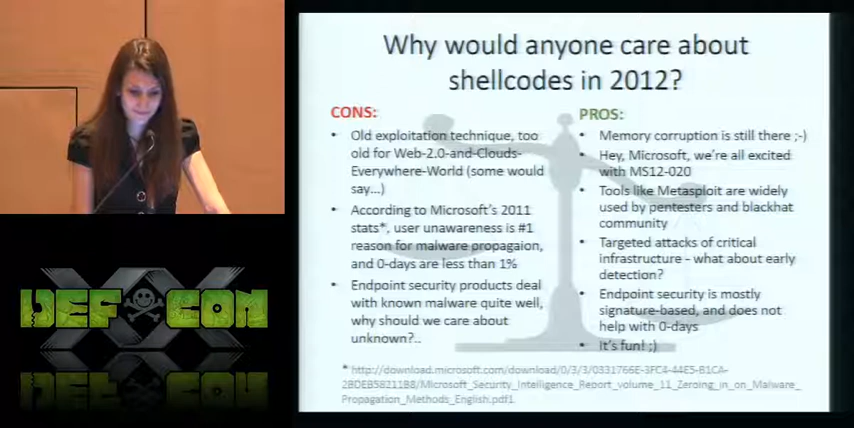 Why would anyone care about
shellcodes in 2012?
CONS:
• Old exploitation technique, too
old for Web-2.0-and-Clouds-
Everywhere-World (some would
say...)
• According to Microsoft's 2011
stats*, user unawareness is #1
reason for malware propagaion,
and 0-days are less than 1%
• Endpoint security products deal
with known malware quite well,
why should we care about
unknown?..
PROS:
• Memory corruption is still there ;-)
• Hey, Microsoft, we're all excited
with MS12-020
• Tools like Metasploit are widely
used by pentesters and blackhat
community
• Targeted attacks of critical
infrastructure - what about early
detection?
• Endpoint security is mostly
signature-based, and does not
help with 0-days
• It's fun! ;)
* http://download.microsoft.com/download/0/3/3/0331766E-3FC4-44E5-B1CA-
2BDEB58211B8/Microsoft_Security_Intelligence_Report_volume_11_Zeroing_in_on_Malware_
Propagation_Methods_English.pdf1
DEF CON
XX